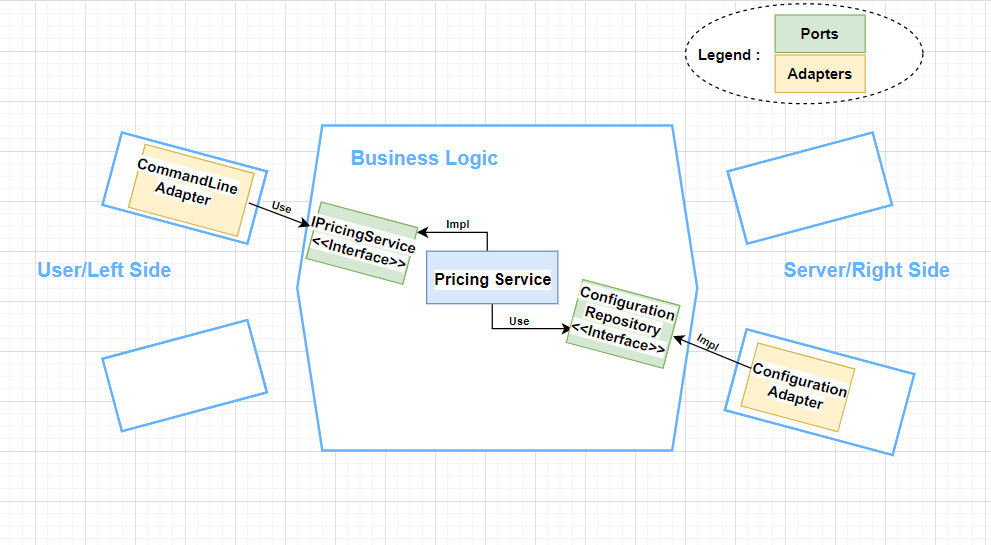 Legend :
Ports
Adapters
Business Logic
CommandLine
Adapter
Use
IPricingService
<<Interface>>
Impl
Pricing Service
Use
Configuration
Repository
<<Interface>>
Impl
Configuration
Adapter
User/Left Side
Server/Right Side